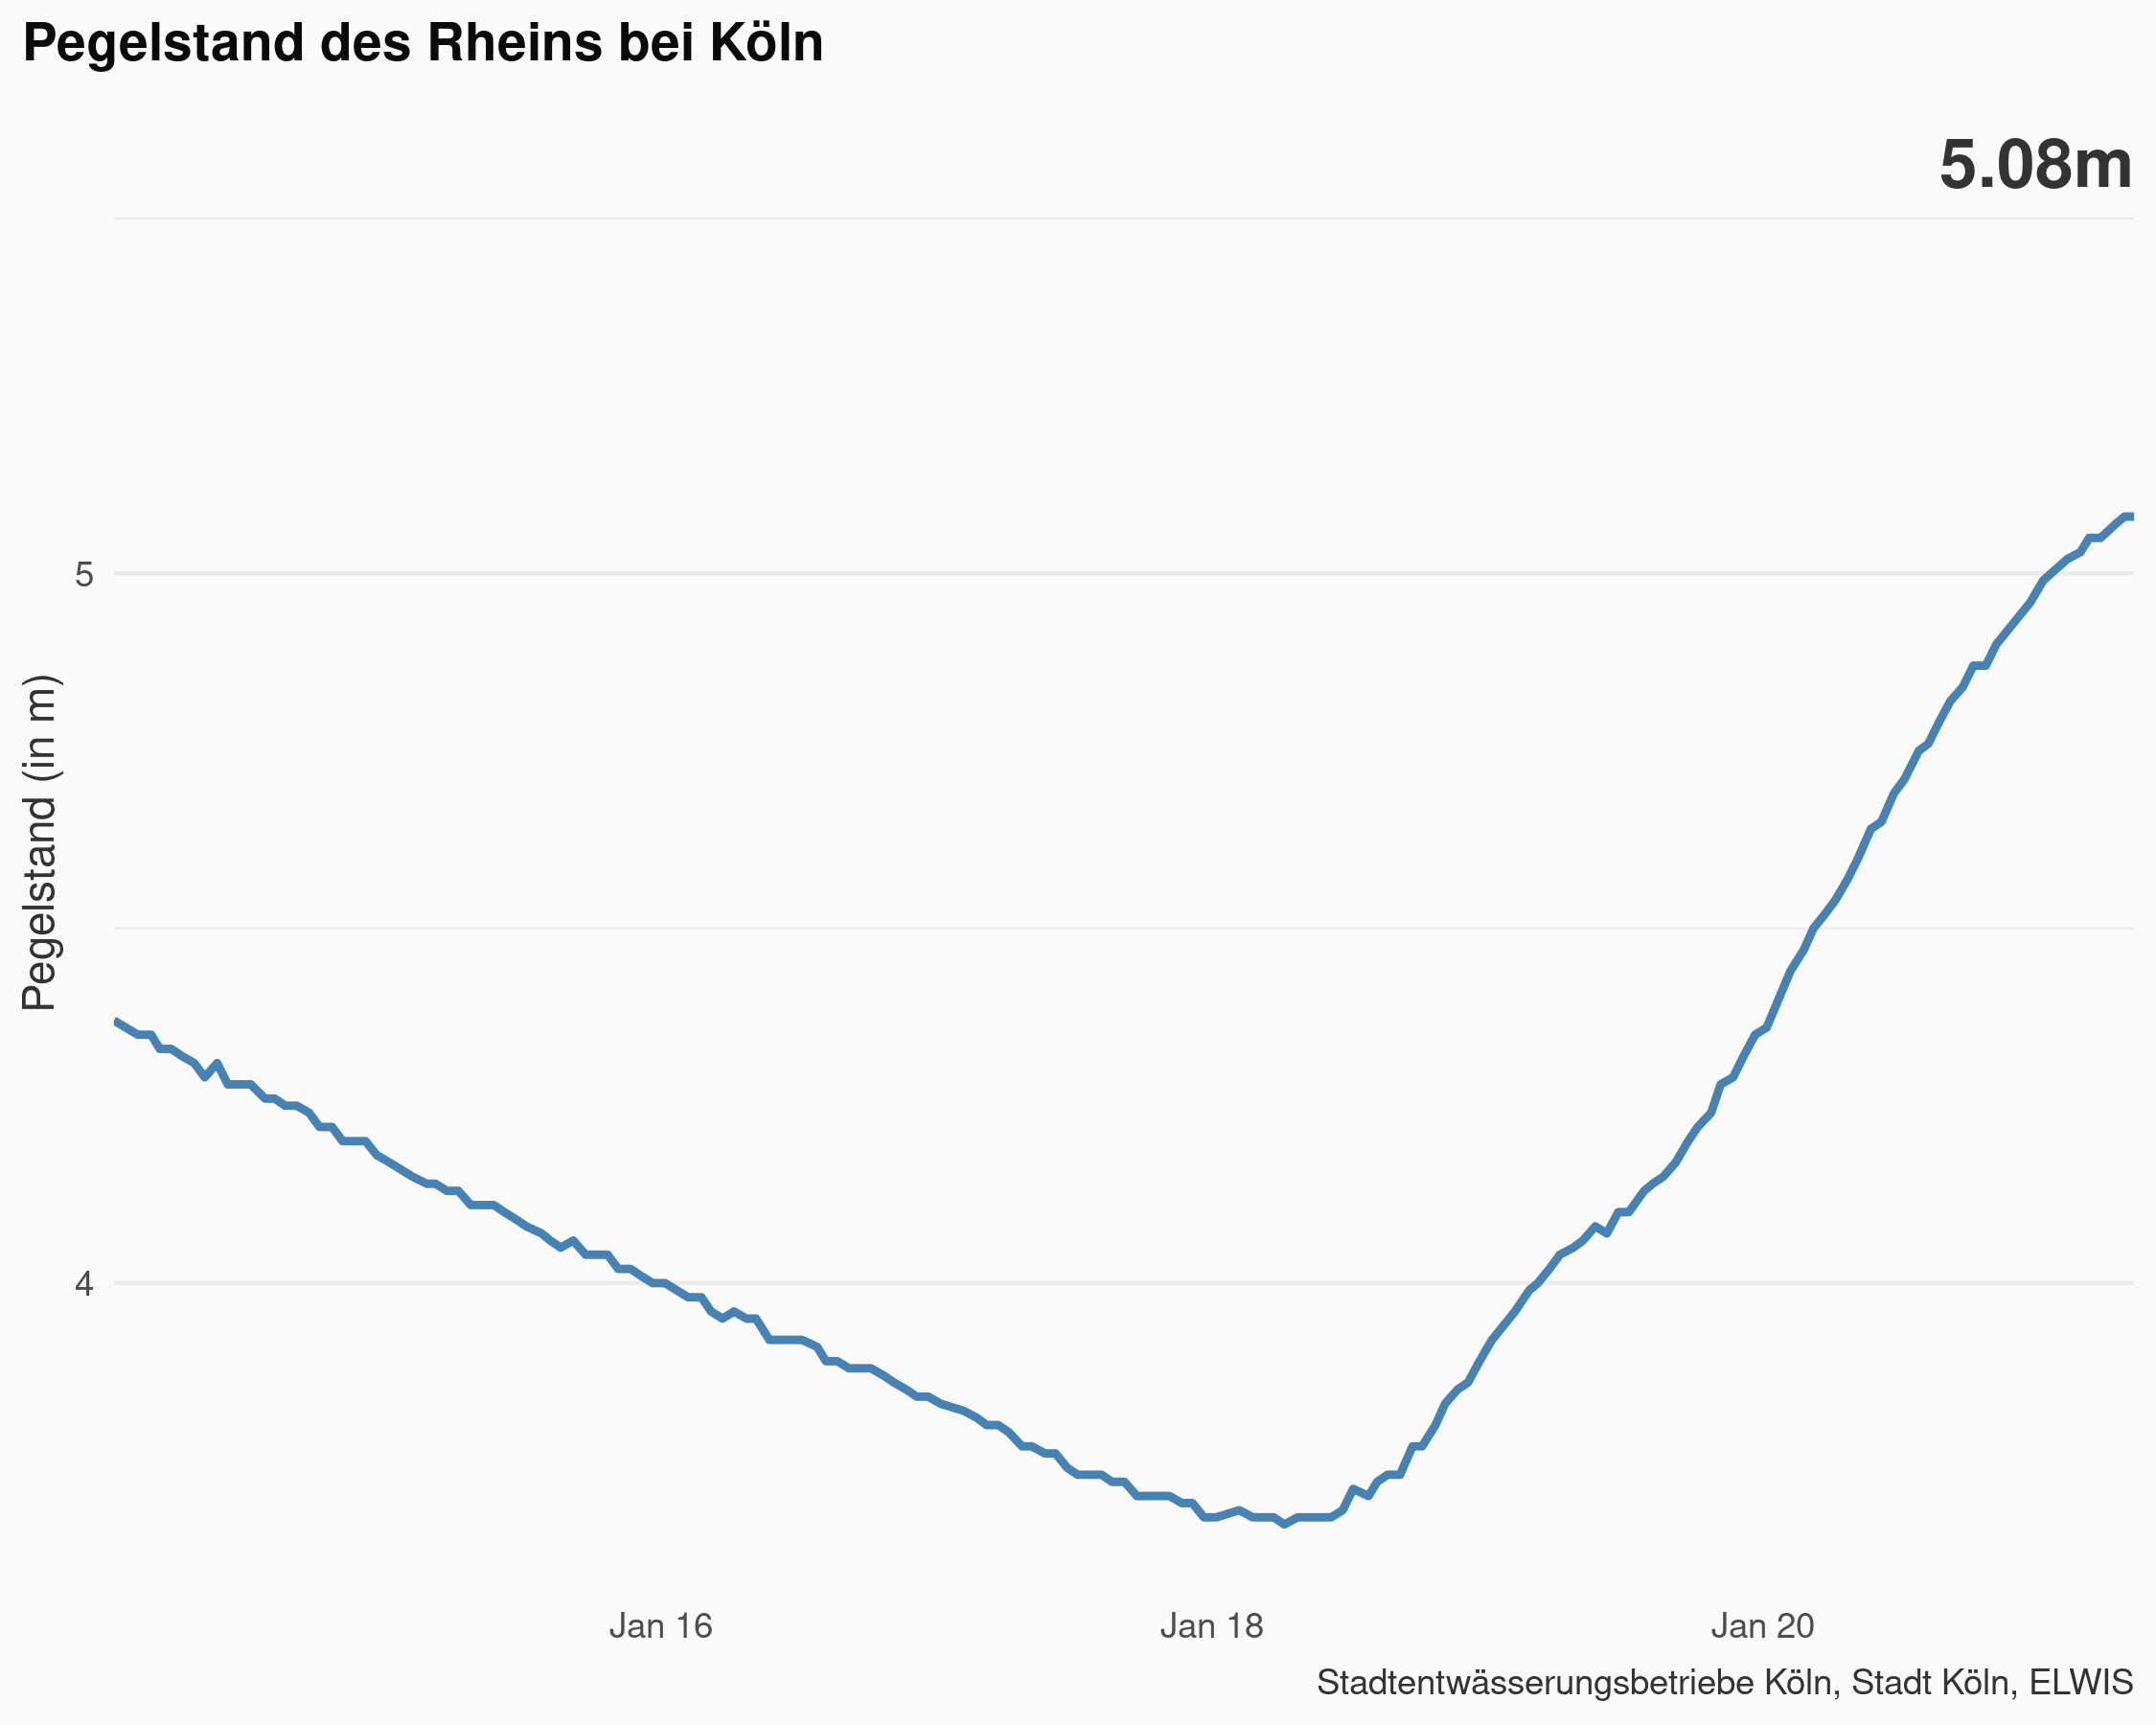 Pegelstand des Rheins bei Köln
5.08m
Pegelstand (in m)
5
4
Jan 16
Jan 18
Jan 20
Stadtentwässerungsbetriebe Köln, Stadt Köln, ELWIS